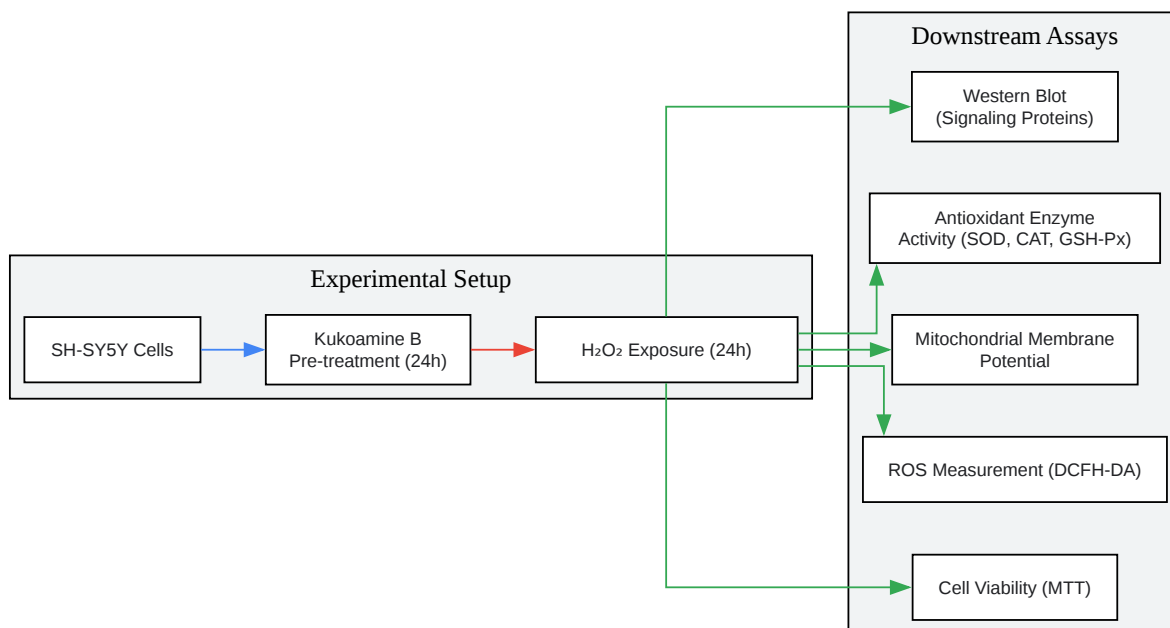 Experimental Setup
SH-SY5Y Cells
Kukoamine B
Pre-treatment (24h)
H₂O₂ Exposure (24h)
Downstream Assays
Western Blot
(Signaling Proteins)
Antioxidant Enzyme
Activity (SOD, CAT, GSH-Px)
Mitochondrial Membrane
Potential
ROS Measurement (DCFH-DA)
Cell Viability (MTT)